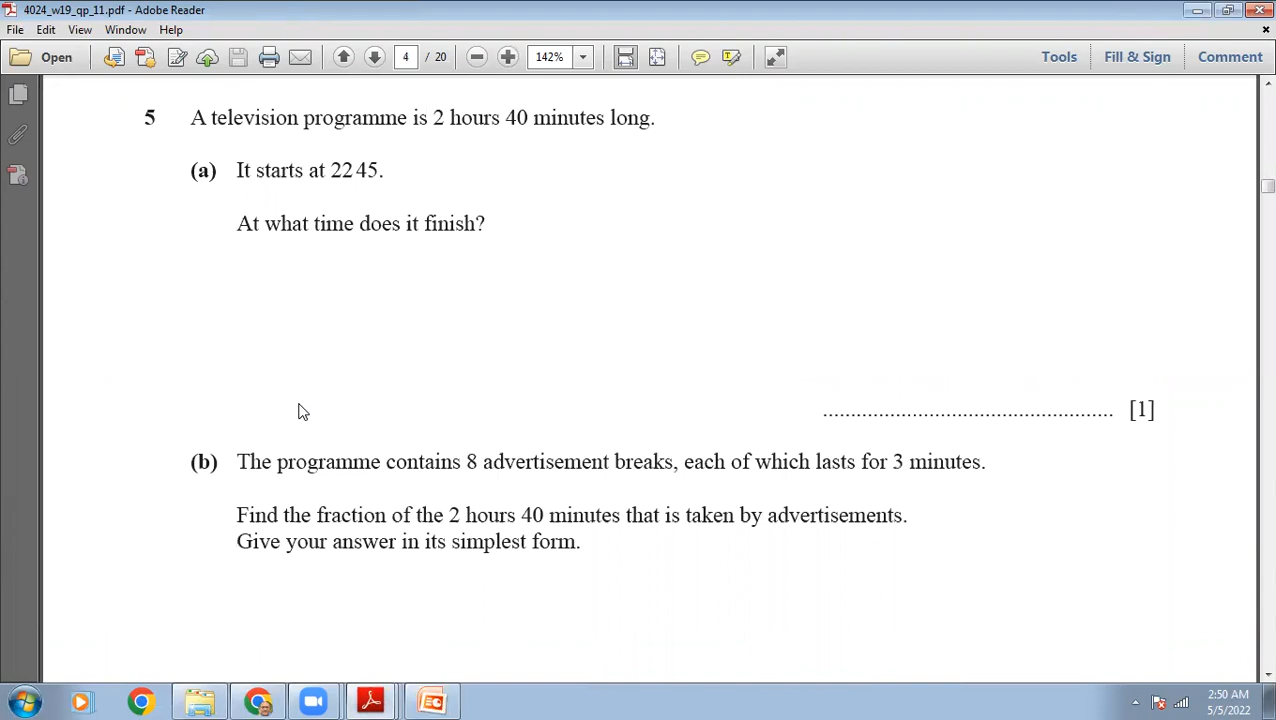 4024_w19_qp_11.pdf - Adobe Reader
File Edit View Window Help
Open 4 / 20 142% Tools Fill & Sign Comment
5 A television programme is 2 hours 40 minutes long.
(a) It starts at 22 45.
At what time does it finish?
.................................................... [1]
(b) The programme contains 8 advertisement breaks, each of which lasts for 3 minutes.
Find the fraction of the 2 hours 40 minutes that is taken by advertisements.
Give your answer in its simplest form.
2:50 AM
5/5/2022